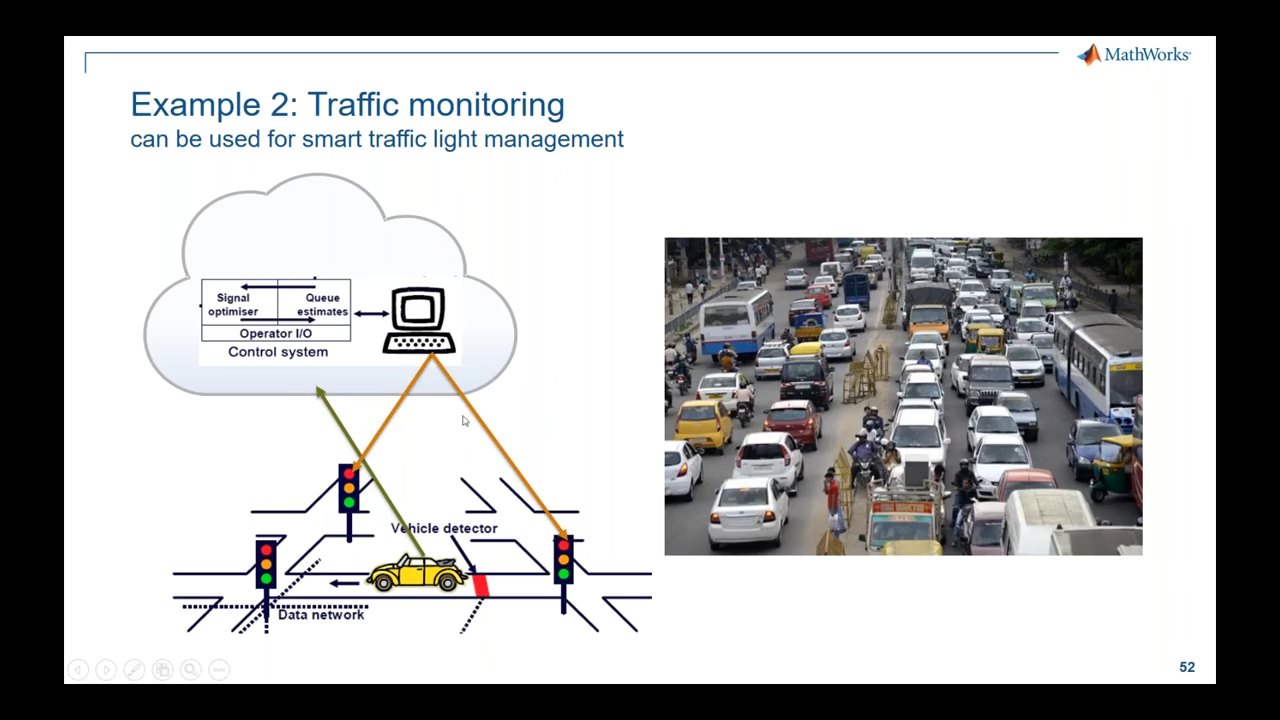 MathWorks®
Example 2: Traffic monitoring
can be used for smart traffic light management
Signal
optimiser
Queue
estimates
Operator I/O
Control system
Vehicle detector
Data network
52